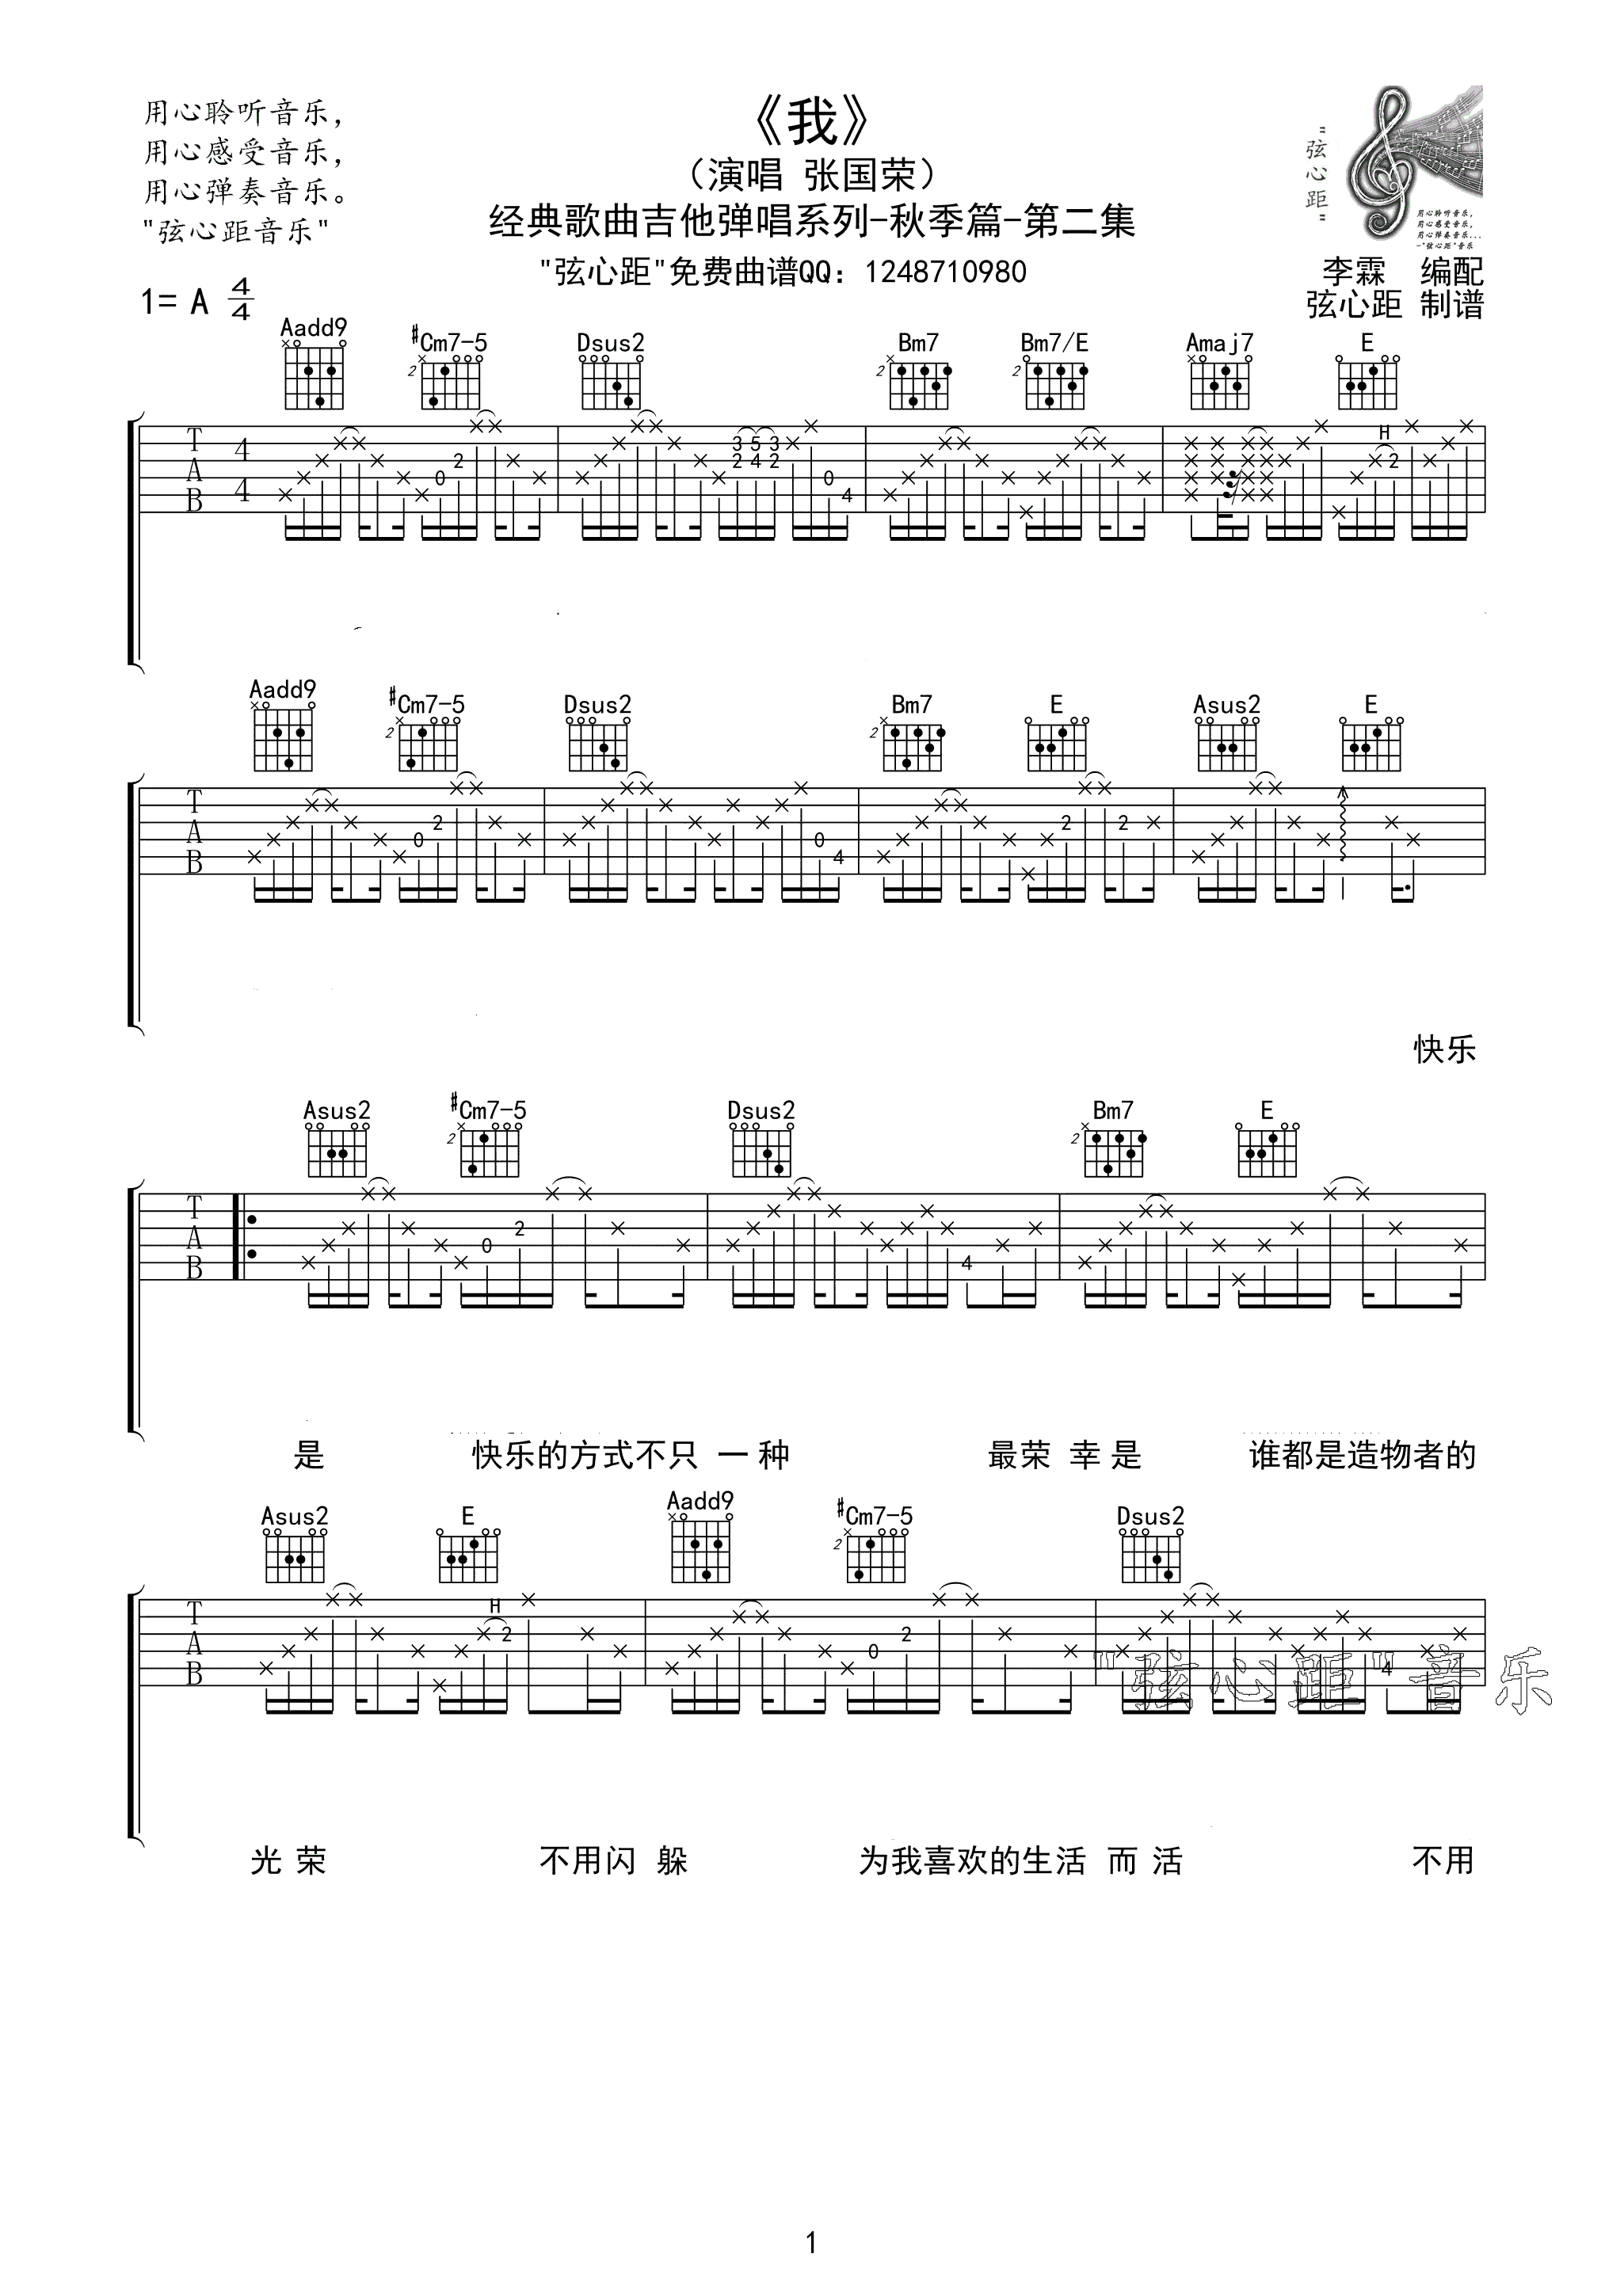 用心聆听音乐，
用心感受音乐，
用心弹奏音乐。
"弦心距音乐"
《我》
（演唱 张国荣）
经典歌曲吉他弹唱系列-秋季篇-第二集
"弦心距"免费曲谱QQ：1248710980
"弦心距"
用心聆听音乐，
用心感受音乐，
用心弹奏音乐...
-"弦心距"音乐
李霖 编配
弦心距 制谱
1= A 4/4
Aadd9 #Cm7-5 Dsus2 Bm7 Bm7/E Amaj7 E
2 2 2
H
T 4 3 5 3
A 2 2 4 2 2
B 4 0 0 4
Aadd9 #Cm7-5 Dsus2 Bm7 E Asus2 E
2 2
T
A 0 2 0 2 2
B 4
快乐
Asus2 #Cm7-5 Dsus2 Bm7 E
2 2
T
A 0 2
B 4
是 快乐的方式不只 一 种 最荣 幸 是 谁都是造物者的
Asus2 E Aadd9 #Cm7-5 Dsus2
2
H
T
A 2 0 2
B 4
"弦心距"音乐
光 荣 不用闪 躲 为我喜欢的生活 而 活 不用
1